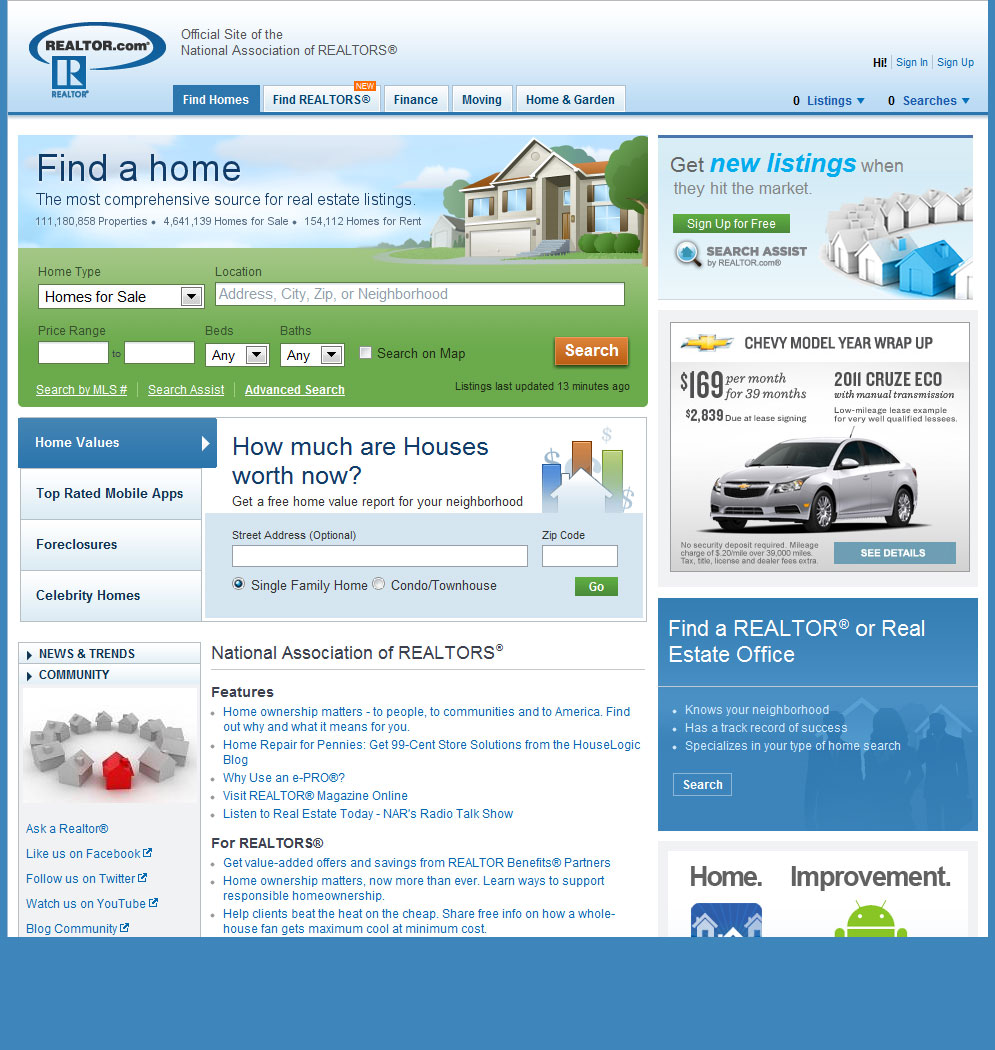 REALTOR.com®
REALTOR®
Official Site of the
National Association of REALTORS®
Hi! Sign In Sign Up
NEW
Find Homes Find REALTORS® Finance Moving Home & Garden
0 Listings 0 Searches
Find a home
The most comprehensive source for real estate listings.
111,180,858 Properties • 4,641,139 Homes for Sale • 154,112 Homes for Rent
Home Type Location
Homes for Sale Address, City, Zip, or Neighborhood
Price Range Beds Baths
to Any Any Search on Map Search
Search by MLS # Search Assist Advanced Search Listings last updated 13 minutes ago
Get new listings when
they hit the market.
Sign Up for Free
SEARCH ASSIST
by REALTOR.com®
CHEVY MODEL YEAR WRAP UP
$169 per month
for 39 months
$2,839 Due at lease signing
2011 CRUZE ECO
with manual transmission
Low-mileage lease example
for very well qualified lessees.
No security deposit required. Mileage
charge of $.20/mile over 39,000 miles.
Tax, title, license and dealer fees extra.
SEE DETAILS
Home Values
Top Rated Mobile Apps
Foreclosures
Celebrity Homes
How much are Houses
worth now?
Get a free home value report for your neighborhood
$
$
$
Street Address (Optional) Zip Code
Single Family Home Condo/Townhouse Go
Find a REALTOR® or Real
Estate Office
• Knows your neighborhood
• Has a track record of success
• Specializes in your type of home search
Search
NEWS & TRENDS
COMMUNITY
Ask a Realtor®
Like us on Facebook
Follow us on Twitter
Watch us on YouTube
Blog Community
National Association of REALTORS®
Features
• Home ownership matters - to people, to communities and to America. Find
out why and what it means for you.
• Home Repair for Pennies: Get 99-Cent Store Solutions from the HouseLogic
Blog
• Why Use an e-PRO®?
• Visit REALTOR® Magazine Online
• Listen to Real Estate Today - NAR's Radio Talk Show
For REALTORS®
• Get value-added offers and savings from REALTOR Benefits® Partners
• Home ownership matters, now more than ever. Learn ways to support
responsible homeownership.
• Help clients beat the heat on the cheap. Share free info on how a whole-
house fan gets maximum cool at minimum cost.
Home. Improvement.